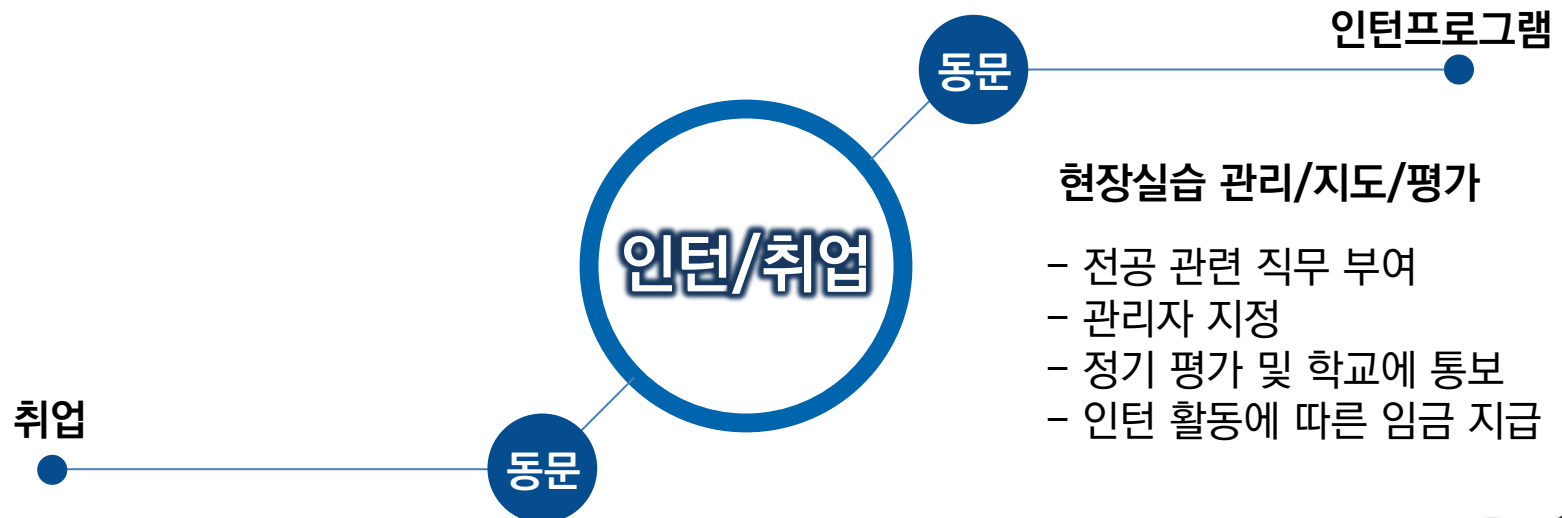 인턴프로그램
동문
현장실습 관리/지도/평가
인턴/취업
- 전공 관련 직무 부여
- 관리자 지정
- 정기 평가 및 학교에 통보
- 인턴 활동에 따른 임금 지급
취업
동문